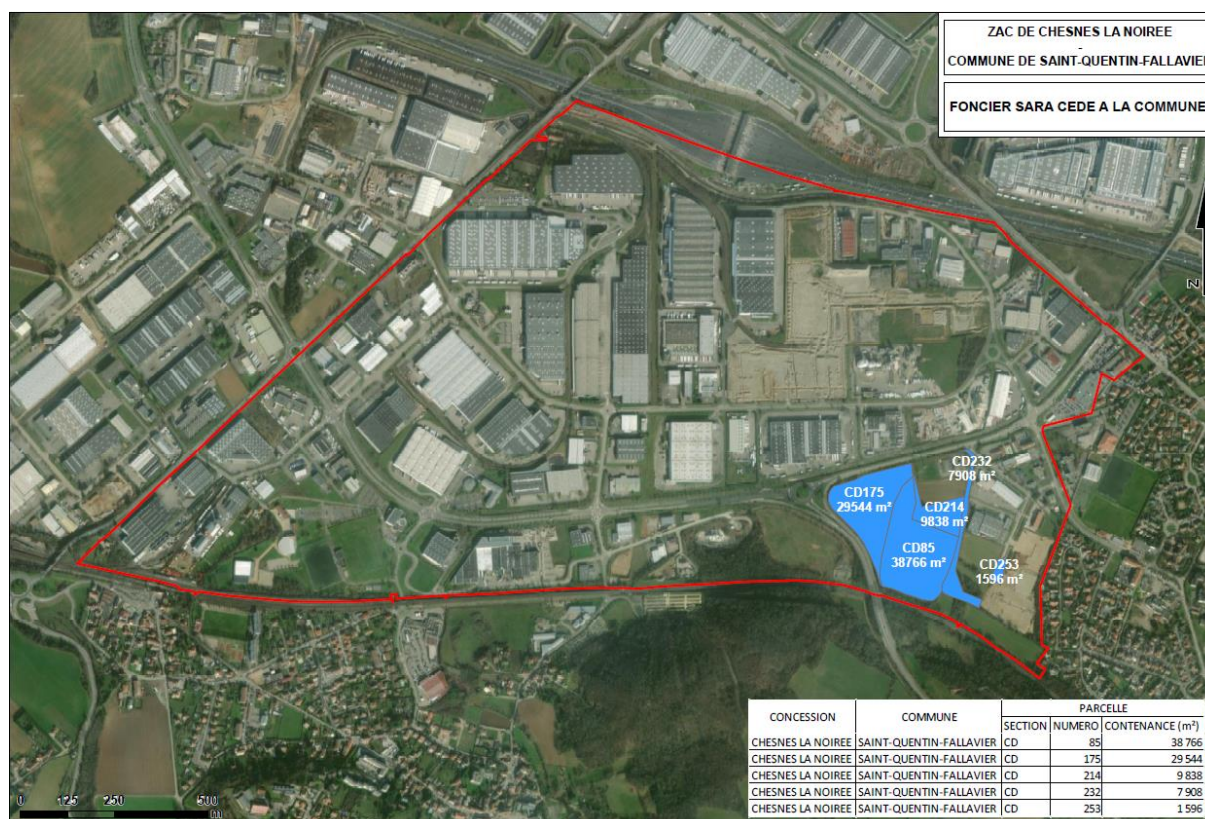 ZAC DE CHESNES LA NOIREE
-
COMMUNE DE SAINT-QUENTIN-FALLAVIER
FONCIER SARA CEDE A LA COMMUNE
N
CD232
7908 m²
CD175
29544 m²
CD214
9838 m²
CD85
38766 m²
CD253
1596 m²
CONCESSION COMMUNE PARCELLE
SECTION NUMERO CONTENANCE (m²)
CHESNES LA NOIREE SAINT-QUENTIN-FALLAVIER CD 85 38 766
CHESNES LA NOIREE SAINT-QUENTIN-FALLAVIER CD 175 29 544
CHESNES LA NOIREE SAINT-QUENTIN-FALLAVIER CD 214 9 838
CHESNES LA NOIREE SAINT-QUENTIN-FALLAVIER CD 232 7 908
CHESNES LA NOIREE SAINT-QUENTIN-FALLAVIER CD 253 1 596
0 125 250 500
m